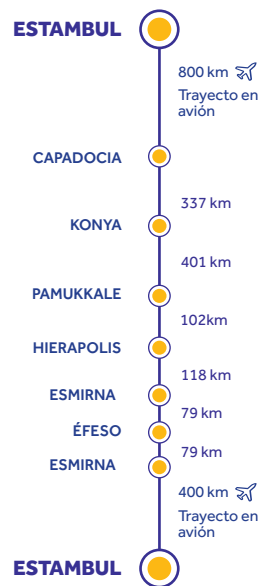 ESTAMBUL
800 km
Trayecto en
avión
CAPADOCIA
337 km
KONYA
401 km
PAMUKKALE
102km
HIERAPOLIS
118 km
ESMIRNA
79 km
ÉFESO
79 km
ESMIRNA
400 km
Trayecto en
avión
ESTAMBUL